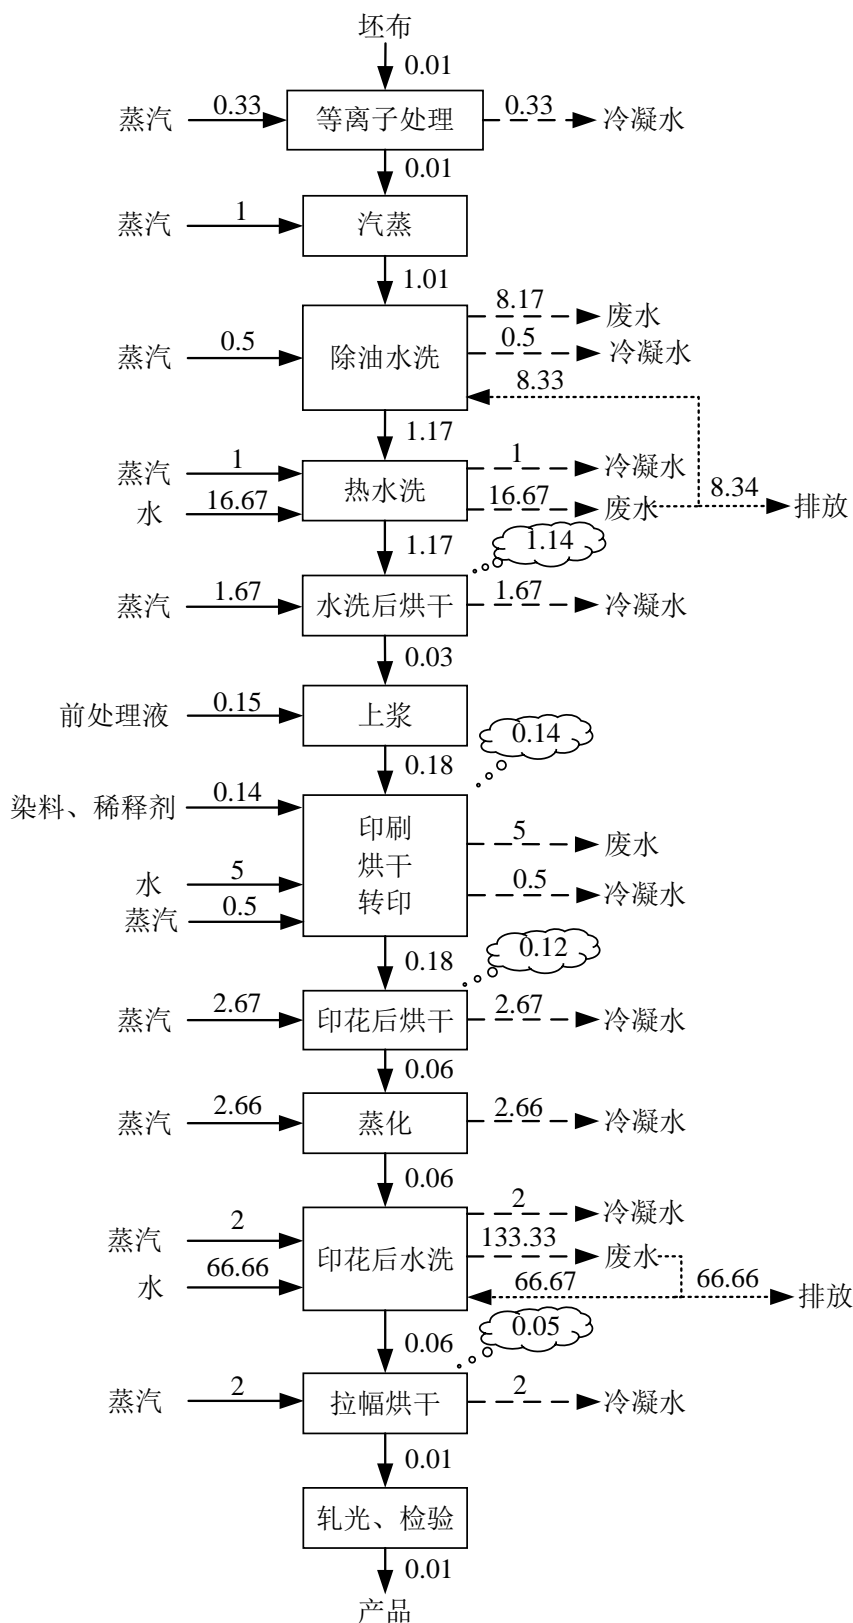 坯布
0.01
蒸汽 0.33 等离子处理 0.33 冷凝水
0.01
蒸汽 1 汽蒸
1.01
8.17 废水
蒸汽 0.5 除油水洗 0.5 冷凝水
8.33
1.17
蒸汽 1 热水洗 1 冷凝水
水 16.67 16.67 废水 8.34 排放
1.17 1.14
蒸汽 1.67 水洗后烘干 1.67 冷凝水
0.03
前处理液 0.15 上浆
0.18 0.14
染料、稀释剂 0.14
印刷 5 废水
烘干
水 5 转印 0.5 冷凝水
蒸汽 0.5
0.18 0.12
蒸汽 2.67 印花后烘干 2.67 冷凝水
0.06
蒸汽 2.66 蒸化 2.66 冷凝水
0.06
2 冷凝水
蒸汽 2 印花后水洗 133.33 废水
水 66.66 66.67 66.66 排放
0.06 0.05
蒸汽 2 拉幅烘干 2 冷凝水
0.01
轧光、检验
0.01
产品